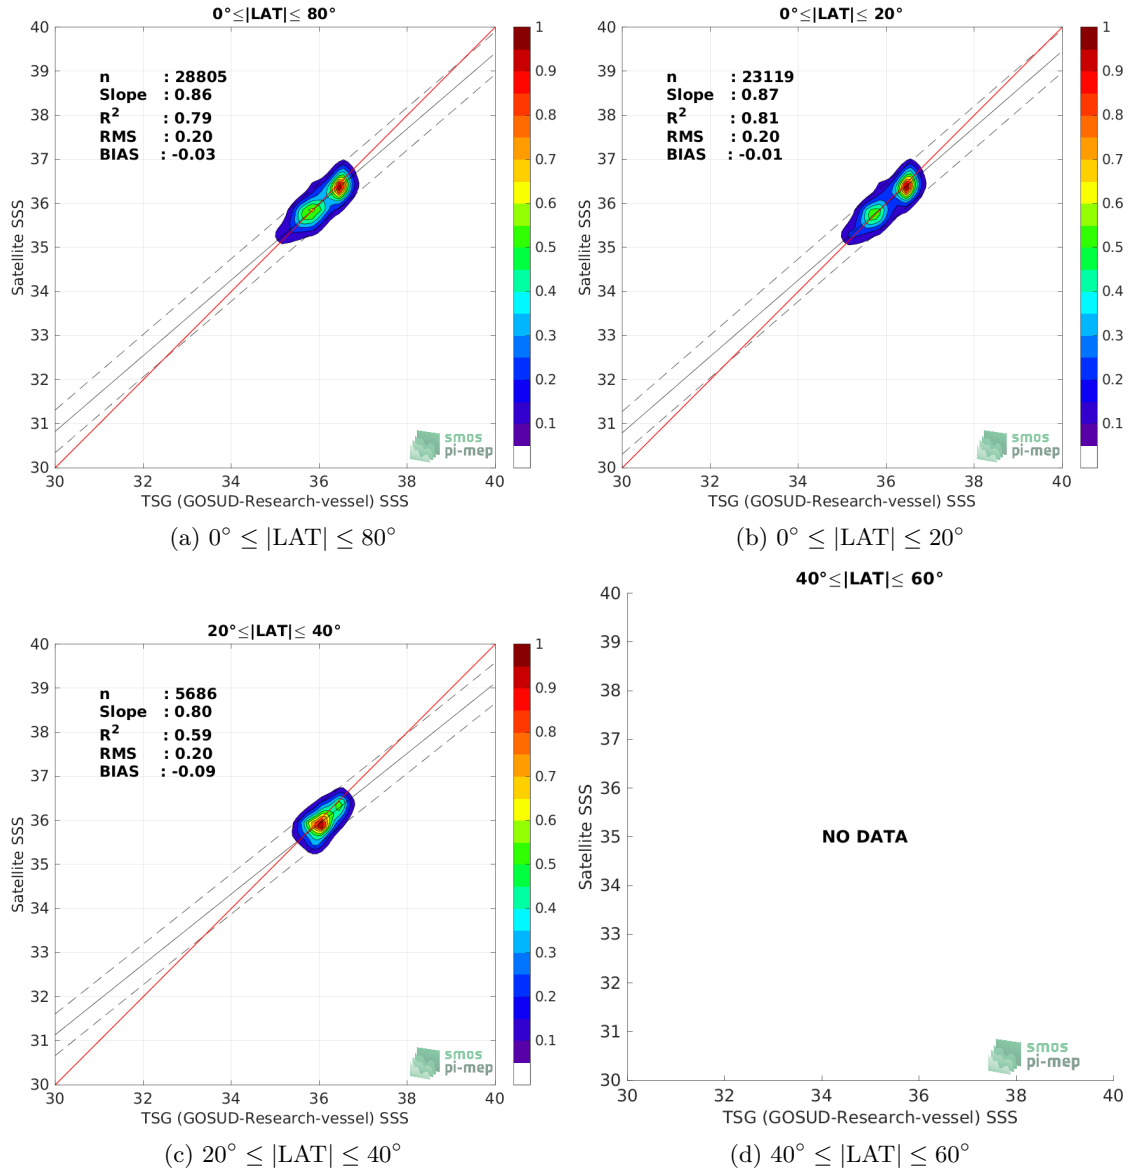 0°≤|LAT|≤ 80°
40
39
38
37
36
35
34
33
32
31
30
Satellite SSS
n : 28805
Slope : 0.86
R² : 0.79
RMS : 0.20
BIAS : -0.03
1
0.9
0.8
0.7
0.6
0.5
0.4
0.3
0.2
0.1
smos
pi-mep
30 32 34 36 38 40
TSG (GOSUD-Research-vessel) SSS
(a) 0° ≤ |LAT| ≤ 80°
0°≤|LAT|≤ 20°
40
39
38
37
36
35
34
33
32
31
30
Satellite SSS
n : 23119
Slope : 0.87
R² : 0.81
RMS : 0.20
BIAS : -0.01
1
0.9
0.8
0.7
0.6
0.5
0.4
0.3
0.2
0.1
smos
pi-mep
30 32 34 36 38 40
TSG (GOSUD-Research-vessel) SSS
(b) 0° ≤ |LAT| ≤ 20°
20°≤|LAT|≤ 40°
40
39
38
37
36
35
34
33
32
31
30
Satellite SSS
n : 5686
Slope : 0.80
R² : 0.59
RMS : 0.20
BIAS : -0.09
1
0.9
0.8
0.7
0.6
0.5
0.4
0.3
0.2
0.1
smos
pi-mep
30 32 34 36 38 40
TSG (GOSUD-Research-vessel) SSS
(c) 20° ≤ |LAT| ≤ 40°
40°≤|LAT|≤ 60°
40
39
38
37
36
35
34
33
32
31
30
Satellite SSS
NO DATA
smos
pi-mep
30 32 34 36 38 40
TSG (GOSUD-Research-vessel) SSS
(d) 40° ≤ |LAT| ≤ 60°